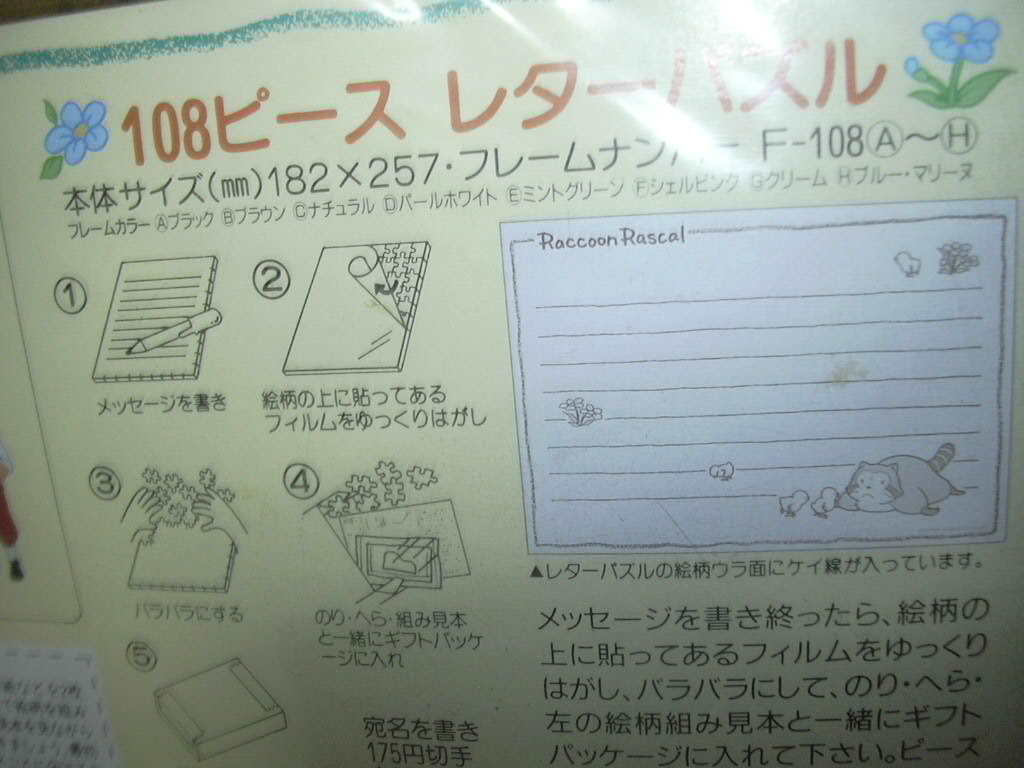 108ピース レターパズル
本体サイズ(mm)182×257・フレームナンバー F-108Ⓐ〜Ⓗ
フレームカラー Ⓐブラック Ⓑブラウン Ⓒナチュラル Ⓓパールホワイト Ⓔミントグリーン Ⓕシェルピンク Ⓖクリーム Ⓗブルー・マリーヌ
①
メッセージを書き
②
絵柄の上に貼ってある
フィルムをゆっくりはがし
Raccoon Rascal
③
バラバラにする
④
のり・へら・組み見本
と一緒にギフトパッケ
ージに入れ
▲レターパズルの絵柄ウラ面にケイ線が入っています。
⑤
宛名を書き
175円切手
メッセージを書き終ったら、絵柄の
上に貼ってあるフィルムをゆっくり
はがし、バラバラにして、のり・へら・
左の絵柄組み見本と一緒にギフト
パッケージに入れて下さい。ピース